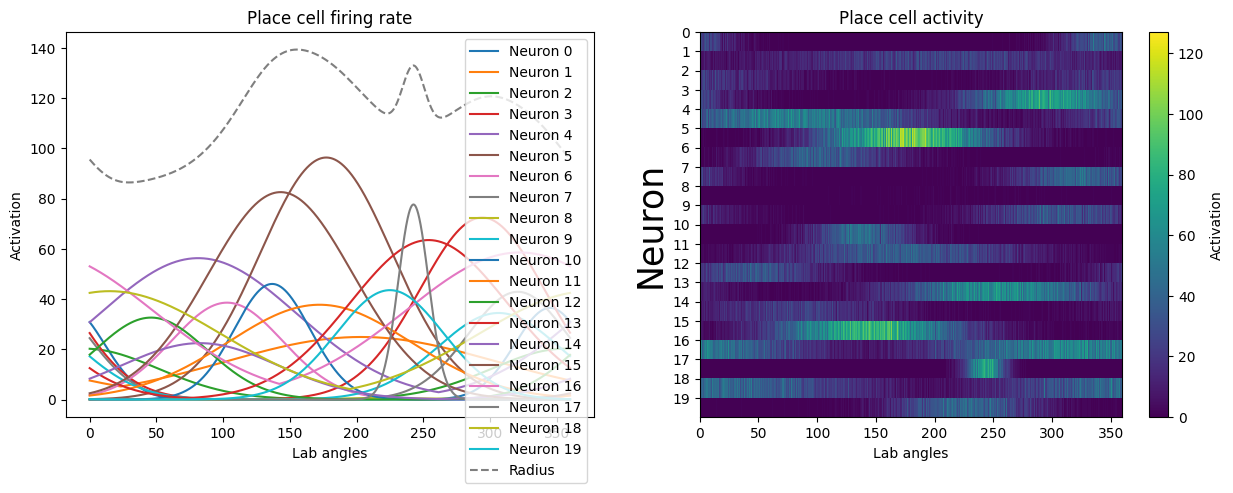 Place cell firing rate
Activation
140
120
100
80
60
40
20
0
0 50 100 150 200 250 300
Lab angles
Neuron 0
Neuron 1
Neuron 2
Neuron 3
Neuron 4
Neuron 5
Neuron 6
Neuron 7
Neuron 8
Neuron 9
Neuron 10
Neuron 11
Neuron 12
Neuron 13
Neuron 14
Neuron 15
Neuron 16
Neuron 17
Neuron 18
Neuron 19
Radius
Place cell activity
Neuron
0
1
2
3
4
5
6
7
8
9
10
11
12
13
14
15
16
17
18
19
0 50 100 150 200 250 300 350
Lab angles
120
100
80
60
40
20
0
Activation